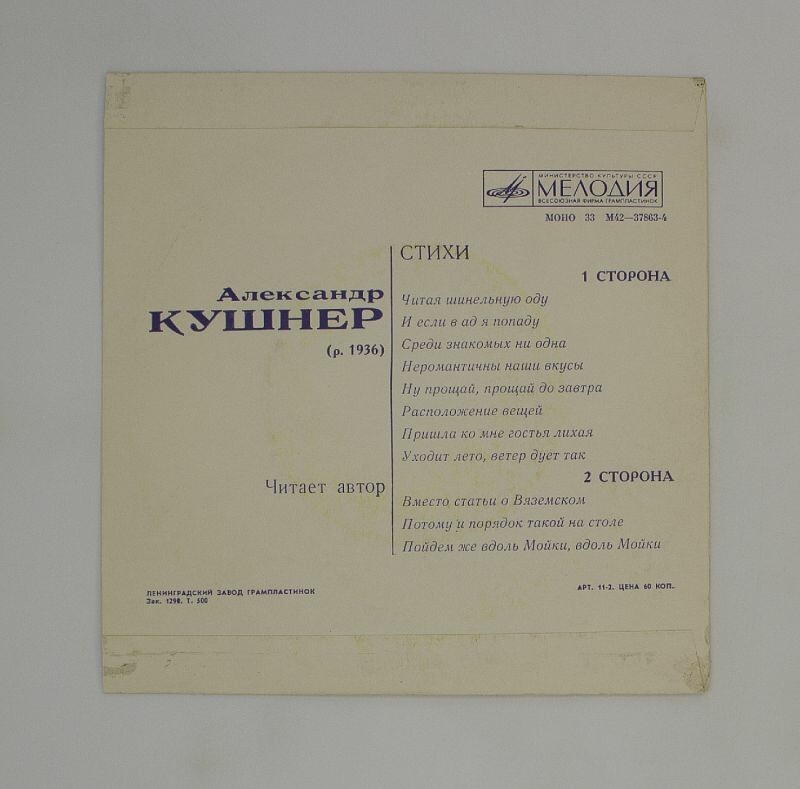 МИНИСТЕРСТВО КУЛЬТУРЫ СССР
МЕЛОДИЯ
ВСЕСОЮЗНАЯ ФИРМА ГРАМПЛАСТИНОК
МОНО 33 М42—37863-4
Александр
КУШНЕР
(р. 1936)
Читает автор
СТИХИ
1 СТОРОНА
Читая шинельную оду
И если в ад я попаду
Среди знакомых ни одна
Неромантичны наши вкусы
Ну прощай, прощай до завтра
Расположение вещей
Пришла ко мне гостья лихая
Уходит лето, ветер дует так
2 СТОРОНА
Вместо статьи о Вяземском
Потому и порядок такой на столе
Пойдем же вдоль Мойки, вдоль Мойки
ЛЕНИНГРАДСКИЙ ЗАВОД ГРАМПЛАСТИНОК
Зак. 1298. Т. 500
АРТ. 11-2. ЦЕНА 60 КОП.